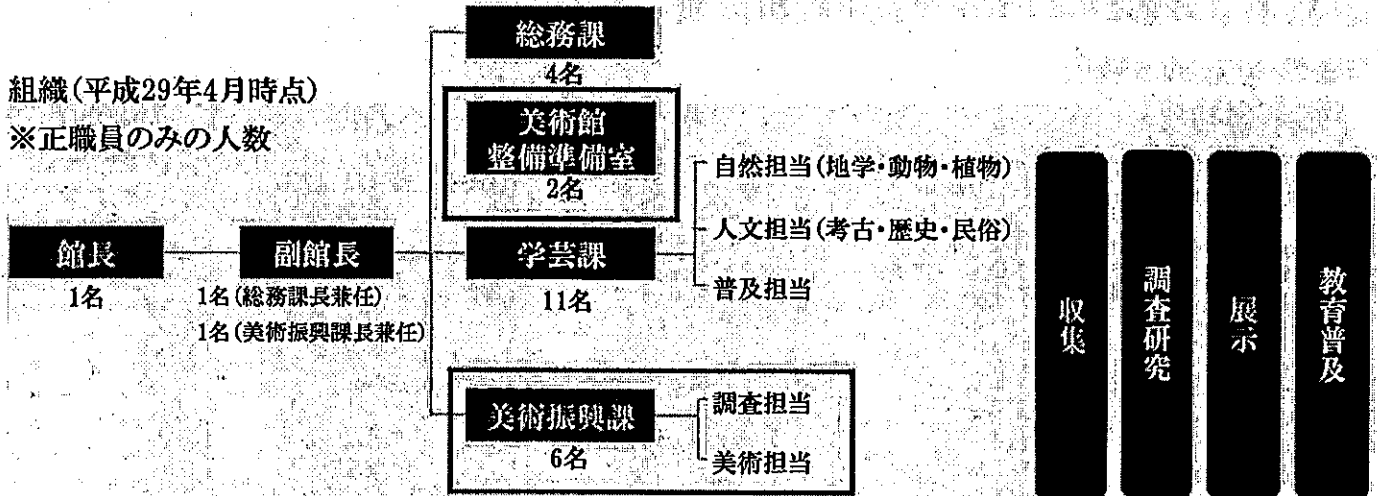 組織(平成29年4月時点)
※正職員のみの人数
館長
1名
副館長
1名(総務課長兼任)
1名(美術振興課長兼任)
総務課
4名
美術館
整備準備室
2名
学芸課
11名
自然担当(地学・動物・植物)
人文担当(考古・歴史・民俗)
普及担当
美術振興課
6名
調査担当
美術担当
収集
調査研究
展示
教育普及